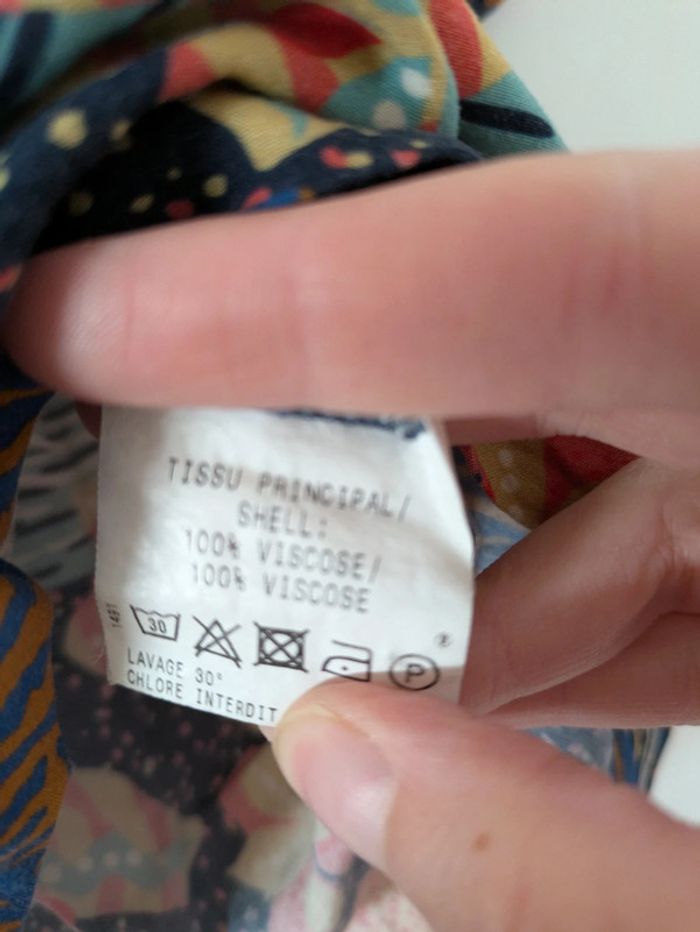 TISSU PRINCIPAL/
SHELL:
100% VISCOSE/
100% VISCOSE
30
P
®
LAVAGE 30°
CHLORE INTERDIT